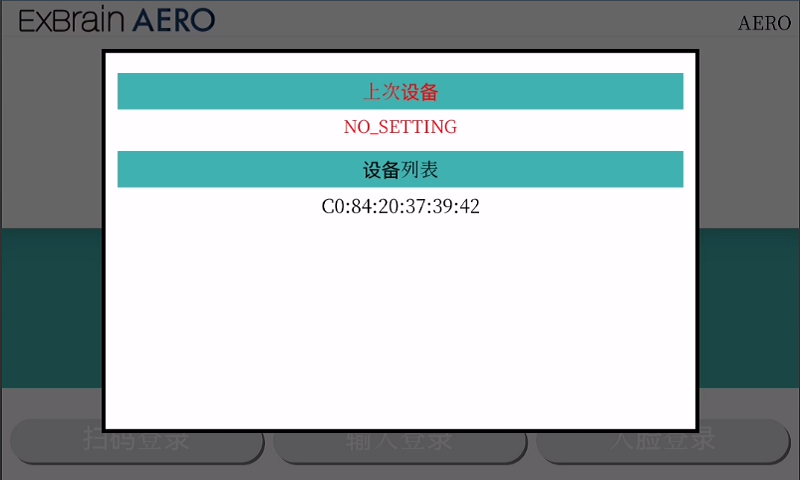 ExBrain AERO
AERO
上次设备
NO_SETTING
设备列表
C0:84:20:37:39:42
扫码登录
输入登录
人脸登录